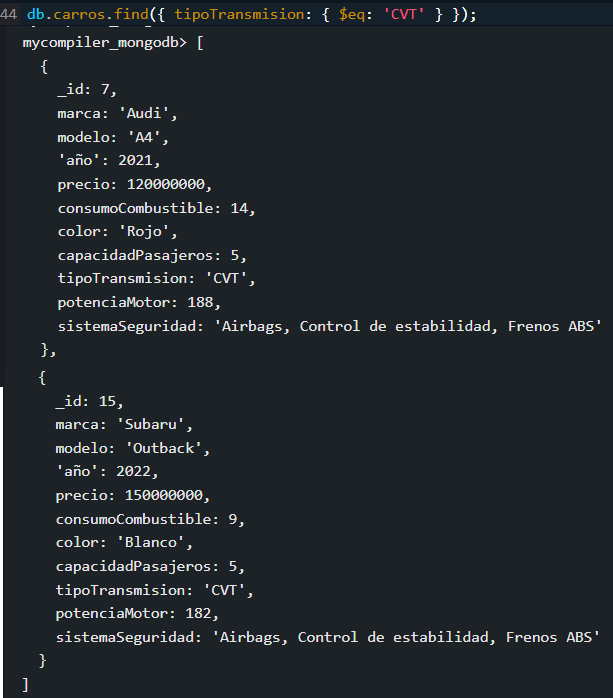 44 db.carros.find({ tipoTransmision: { $eq: 'CVT' } });
mycompiler_mongodb> [
  {
    _id: 7,
    marca: 'Audi',
    modelo: 'A4',
    'año': 2021,
    precio: 120000000,
    consumoCombustible: 14,
    color: 'Rojo',
    capacidadPasajeros: 5,
    tipoTransmision: 'CVT',
    potenciaMotor: 188,
    sistemaSeguridad: 'Airbags, Control de estabilidad, Frenos ABS'
  },
  {
    _id: 15,
    marca: 'Subaru',
    modelo: 'Outback',
    'año': 2022,
    precio: 150000000,
    consumoCombustible: 9,
    color: 'Blanco',
    capacidadPasajeros: 5,
    tipoTransmision: 'CVT',
    potenciaMotor: 182,
    sistemaSeguridad: 'Airbags, Control de estabilidad, Frenos ABS'
  }
]